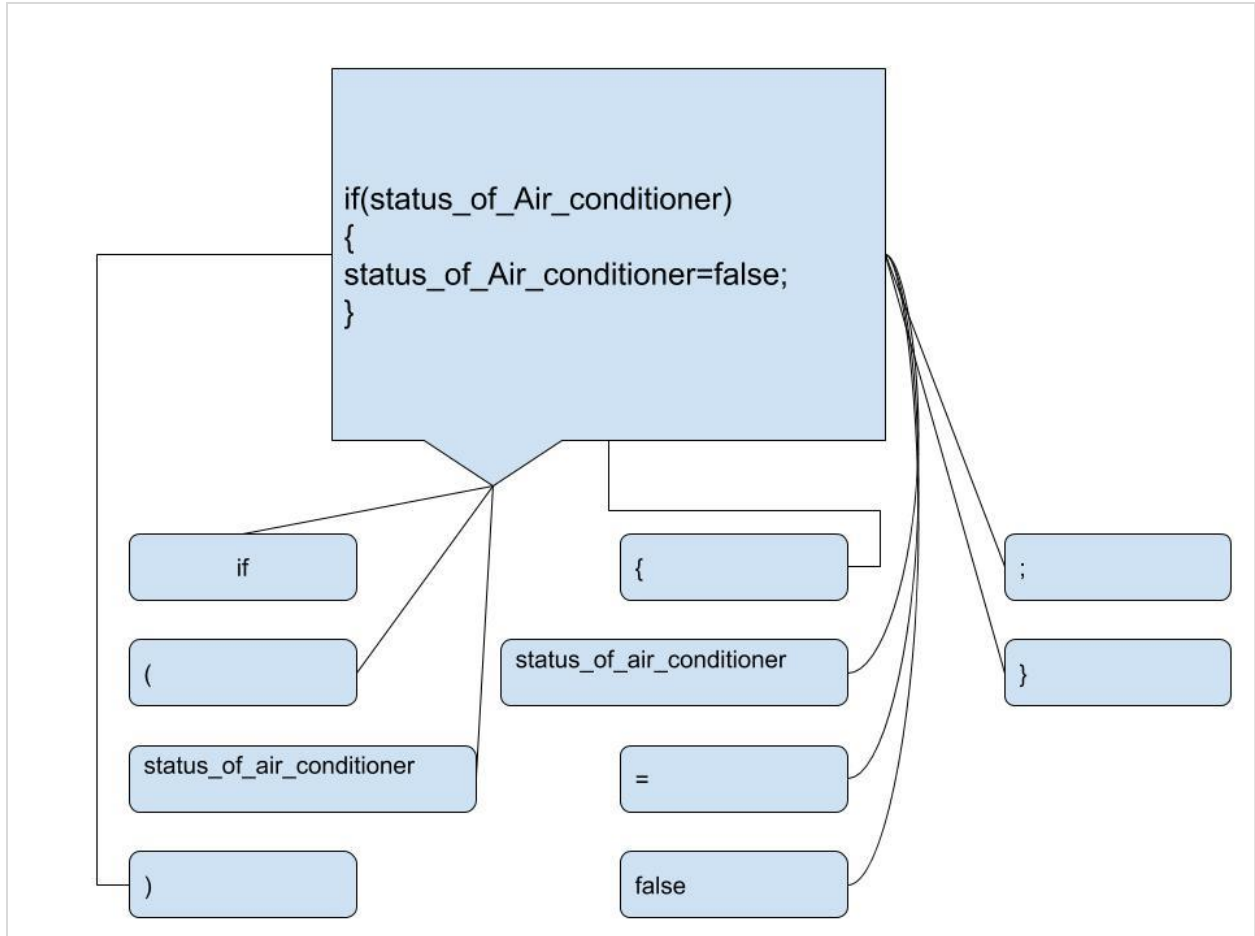 if(status_of_Air_conditioner)
{
status_of_Air_conditioner=false;
}
if
(
status_of_air_conditioner
)
{
status_of_air_conditioner
=
false
;
}